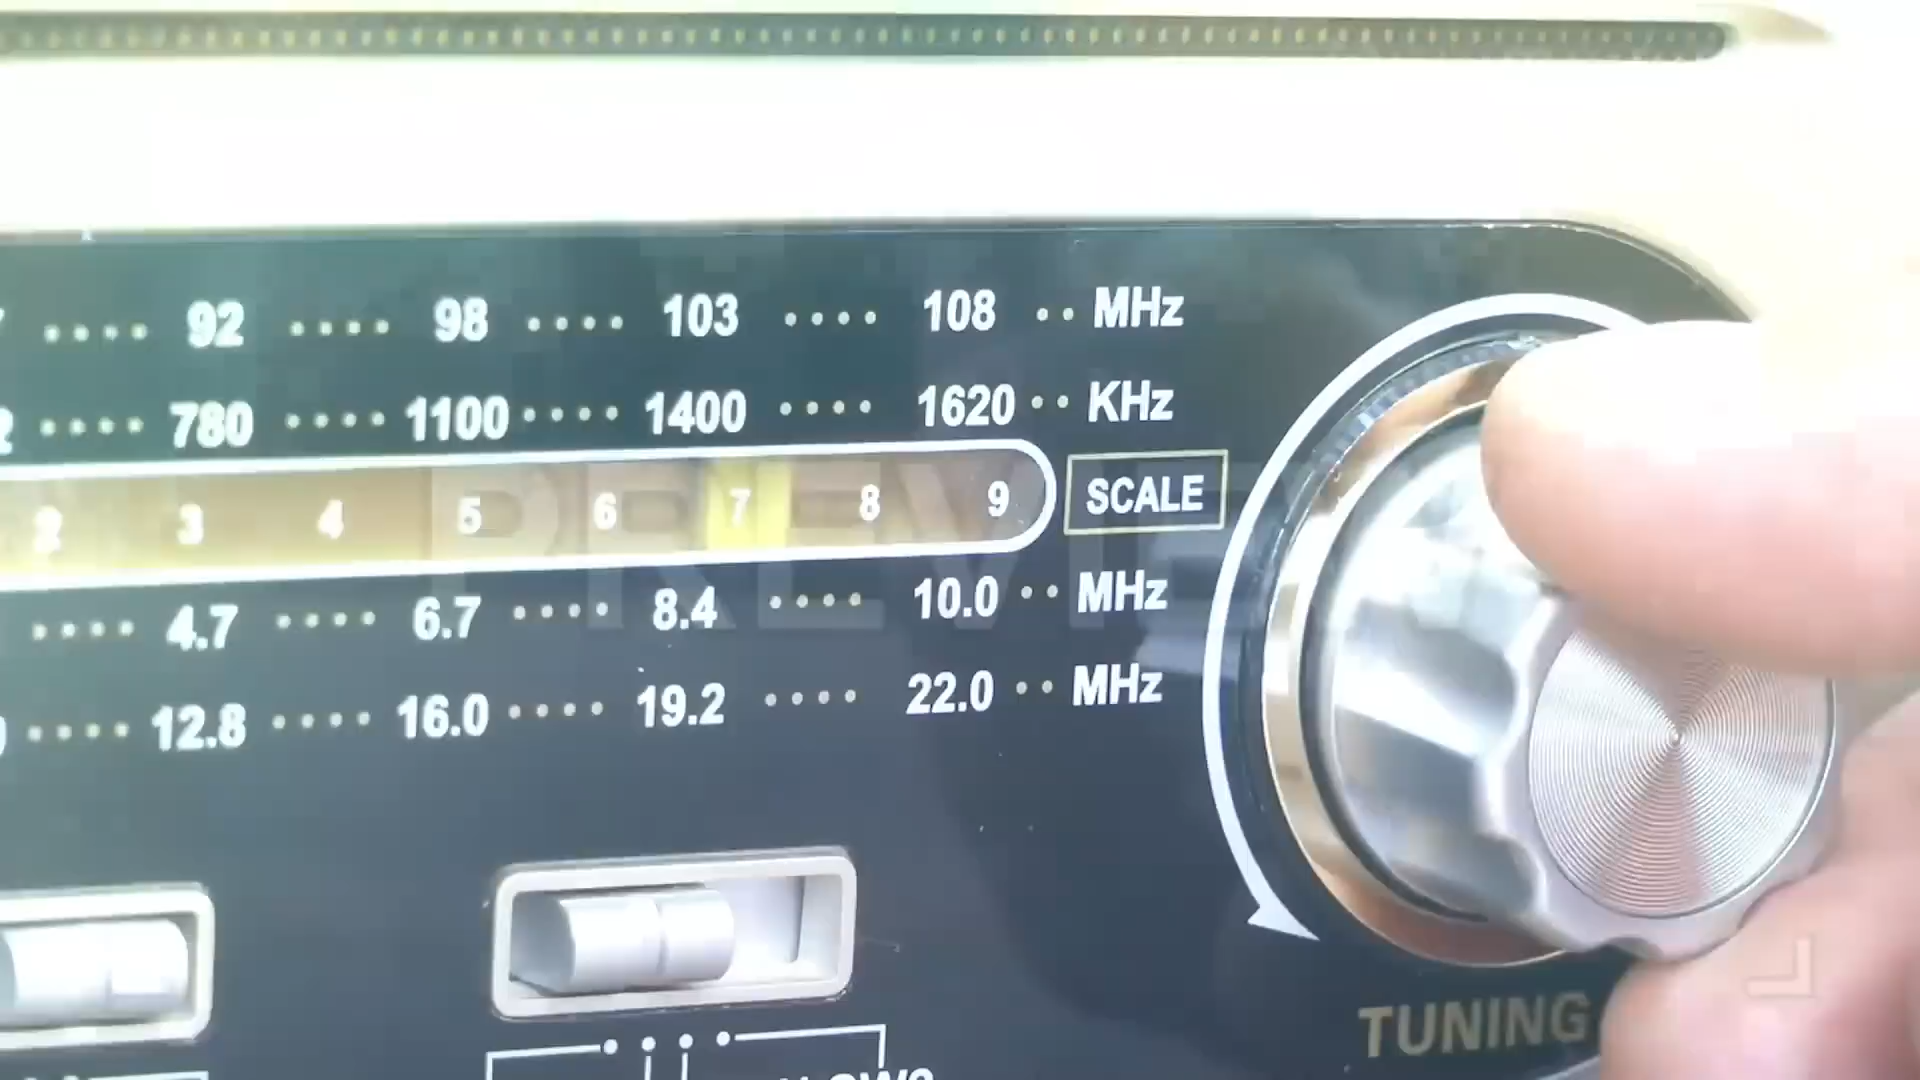 92 98 103 108 MHz
780 1100 1400 1620 KHz
2 3 4 5 6 7 8 9 SCALE
4.7 6.7 8.4 10.0 MHz
12.8 16.0 19.2 22.0 MHz
TUNING